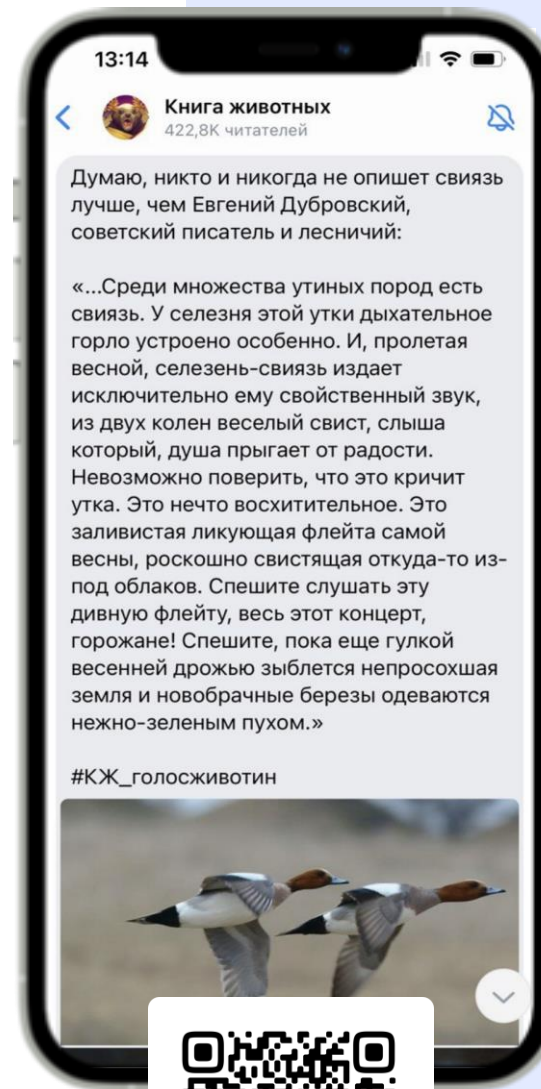 13:14
Книга животных
422,8K читателей
Думаю, никто и никогда не опишет свиязь
лучше, чем Евгений Дубровский,
советский писатель и лесничий:
«...Среди множества утиных пород есть
свиязь. У селезня этой утки дыхательное
горло устроено особенно. И, пролетая
весной, селезень-свиязь издает
исключительно ему свойственный звук,
из двух колен веселый свист, слыша
который, душа прыгает от радости.
Невозможно поверить, что это кричит
утка. Это нечто восхитительное. Это
заливистая ликующая флейта самой
весны, роскошно свистящая откуда-то из-
под облаков. Спешите слушать эту
дивную флейту, весь этот концерт,
горожане! Спешите, пока еще гулкой
весенней дрожью зыблется непросохшая
земля и новобрачные березы одеваются
нежно-зеленым пухом.»
#КЖ_голосживотин